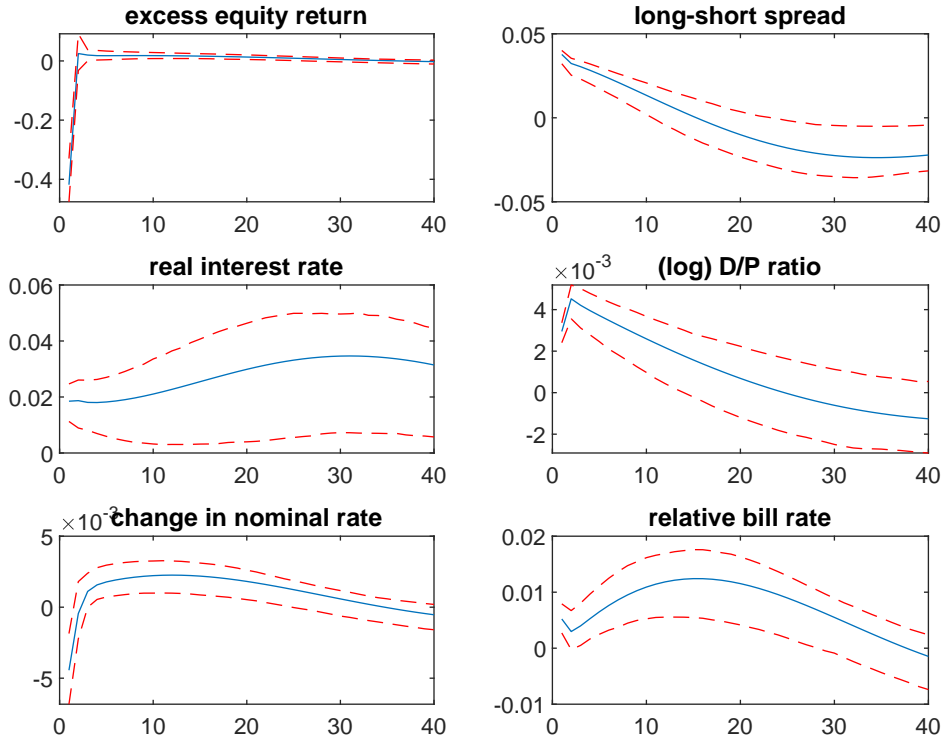 excess equity return
0
-0.2
-0.4
0 10 20 30 40
long-short spread
0.05
0
-0.05
0 10 20 30 40
real interest rate
0.06
0.04
0.02
0
0 10 20 30 40
(log) D/P ratio
×10-3
4
2
0
-2
0 10 20 30 40
change in nominal rate
×10-3
5
0
-5
0 10 20 30 40
relative bill rate
0.02
0.01
0
-0.01
0 10 20 30 40